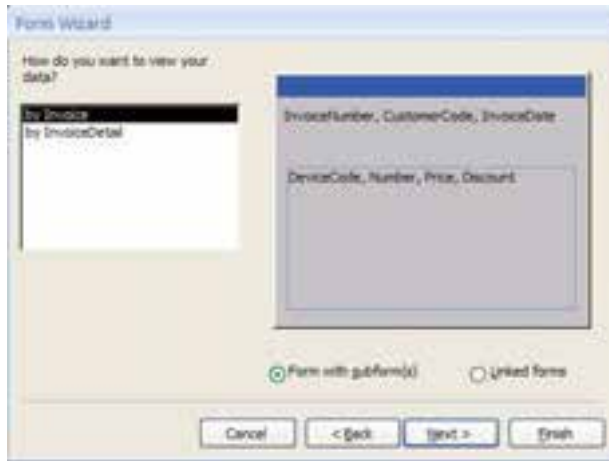 Form Wizard
How do you want to view your
data?
by Invoice
by InvoiceDetail
InvoiceNumber, CustomerCode, InvoiceDate
DeviceCode, Number, Price, Discount
Form with subform(s)
Linked forms
Cancel
< Back
Next >
Finish